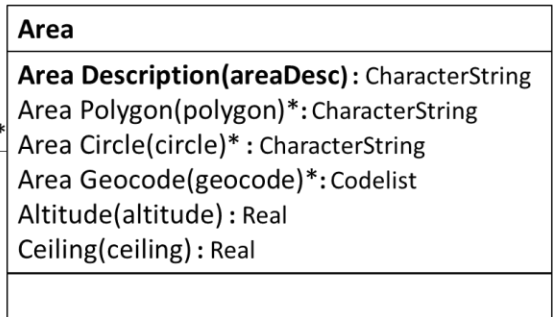 Area
Area Description(areaDesc) : CharacterString
Area Polygon(polygon)*: CharacterString
*
Area Circle(circle)* : CharacterString
Area Geocode(geocode)*: Codelist
Altitude(altitude) : Real
Ceiling(ceiling) : Real